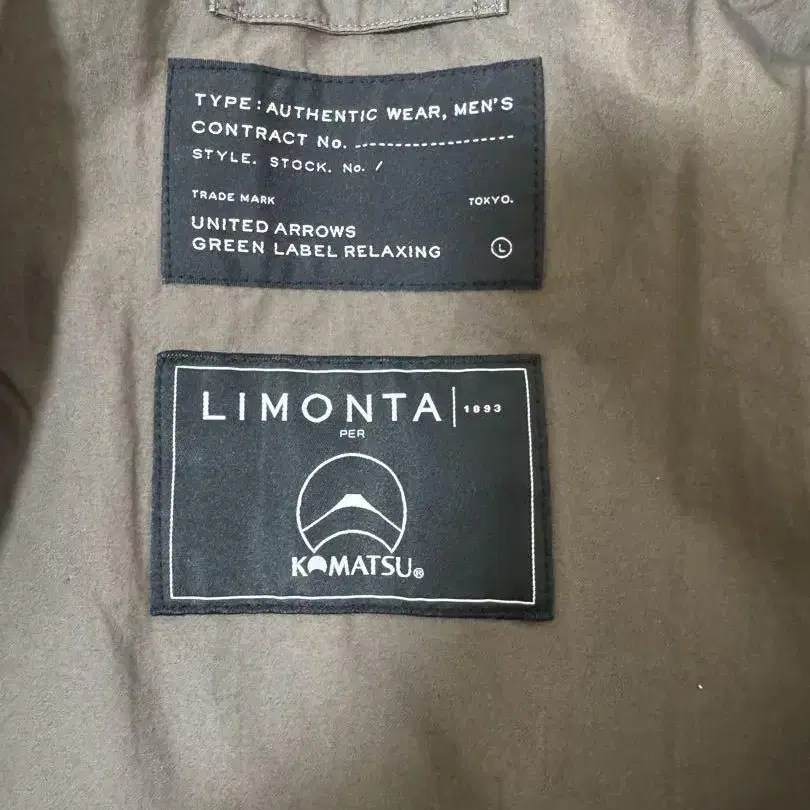 TYPE : AUTHENTIC WEAR, MEN'S
CONTRACT No.
STYLE. STOCK. No. /
TRADE MARK TOKYO.
UNITED ARROWS
GREEN LABEL RELAXING L
LIMONTA | 1893
PER
KOMATSU®